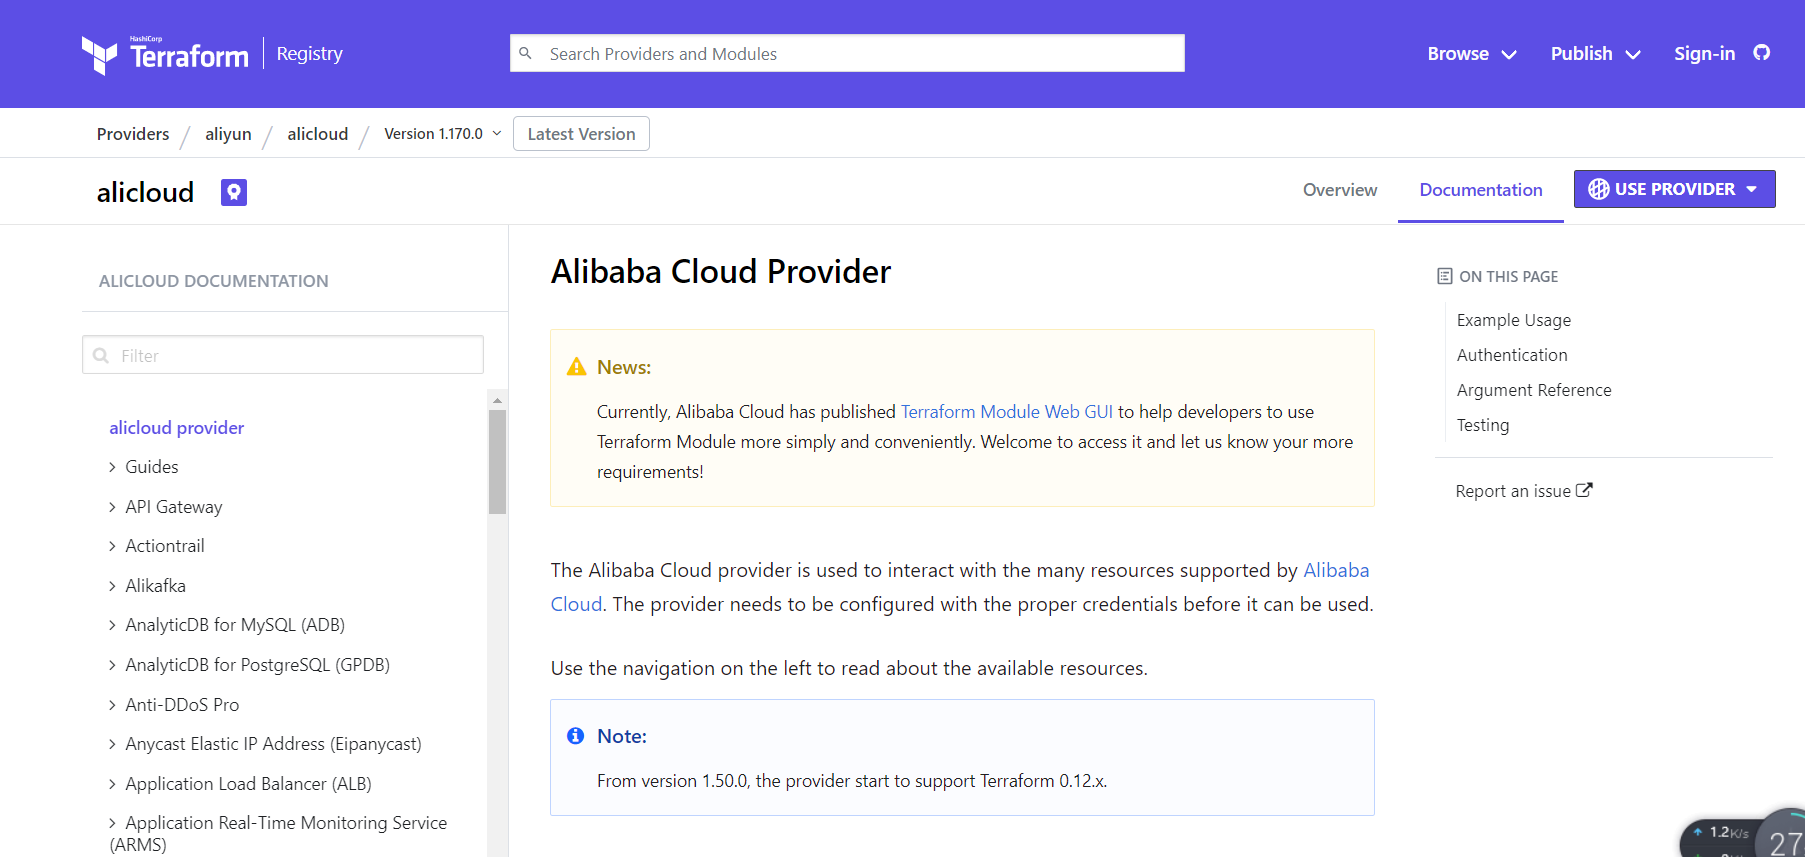 HashiCorp
Terraform
Registry
Search Providers and Modules
Browse
Publish
Sign-in
Providers / aliyun / alicloud / Version 1.170.0
Latest Version
alicloud
Overview
Documentation
USE PROVIDER
ALICLOUD DOCUMENTATION
Filter
alicloud provider
Guides
API Gateway
Actiontrail
Alikafka
AnalyticDB for MySQL (ADB)
AnalyticDB for PostgreSQL (GPDB)
Anti-DDoS Pro
Anycast Elastic IP Address (Eipanycast)
Application Load Balancer (ALB)
Application Real-Time Monitoring Service
(ARMS)
Alibaba Cloud Provider
News:
Currently, Alibaba Cloud has published Terraform Module Web GUI to help developers to use
Terraform Module more simply and conveniently. Welcome to access it and let us know your more
requirements!
The Alibaba Cloud provider is used to interact with the many resources supported by Alibaba
Cloud. The provider needs to be configured with the proper credentials before it can be used.
Use the navigation on the left to read about the available resources.
Note:
From version 1.50.0, the provider start to support Terraform 0.12.x.
ON THIS PAGE
Example Usage
Authentication
Argument Reference
Testing
Report an issue
1.2K/s
27